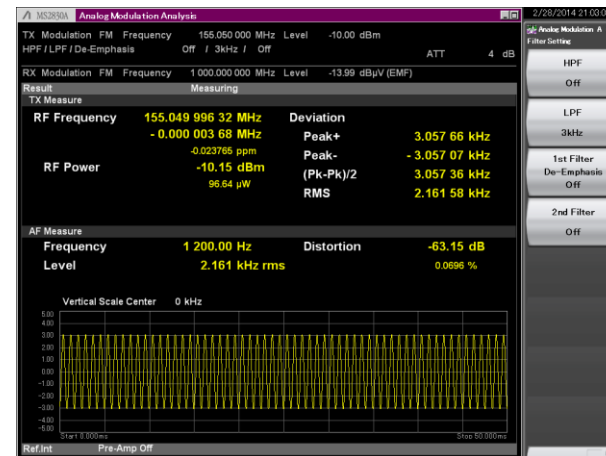 MS2830A Analog Modulation Analysis
2/28/2014 21:03:0
TX Modulation FM Frequency 155.050 000 MHz Level -10.00 dBm
HPF / LPF / De-Emphasis Off / 3kHz / Off
ATT 4 dB
RX Modulation FM Frequency 1 000.000 000 MHz Level -13.99 dBμV (EMF)
Result Measuring
TX Measure
RF Frequency 155.049 996 32 MHz
- 0.000 003 68 MHz
-0.023765 ppm
RF Power -10.15 dBm
96.64 μW
Deviation
Peak+ 3.057 66 kHz
Peak- - 3.057 07 kHz
(Pk-Pk)/2 3.057 36 kHz
RMS 2.161 58 kHz
AF Measure
Frequency 1 200.00 Hz
Level 2.161 kHz rms
Distortion -63.15 dB
0.0696 %
Vertical Scale Center 0 kHz
5.00
4.00
3.00
2.00
1.00
0.00
-1.00
-2.00
-3.00
-4.00
-5.00
Start 0.000ms
Stop 50.000ms
Ref.Int Pre-Amp Off
Analog Modulation A
Filter Setting
HPF
Off
LPF
3kHz
1st Filter
De-Emphasis
Off
2nd Filter
Off